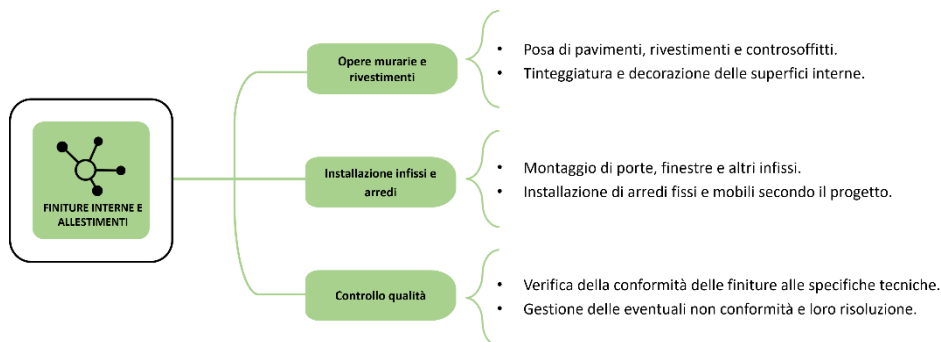 FINITURE INTERNE E
ALLESTIMENTI
Opere murarie e
rivestimenti
• Posa di pavimenti, rivestimenti e controsoffitti.
• Tinteggiatura e decorazione delle superfici interne.
Installazione infissi e
arredi
• Montaggio di porte, finestre e altri infissi.
• Installazione di arredi fissi e mobili secondo il progetto.
Controllo qualità
• Verifica della conformità delle finiture alle specifiche tecniche.
• Gestione delle eventuali non conformità e loro risoluzione.